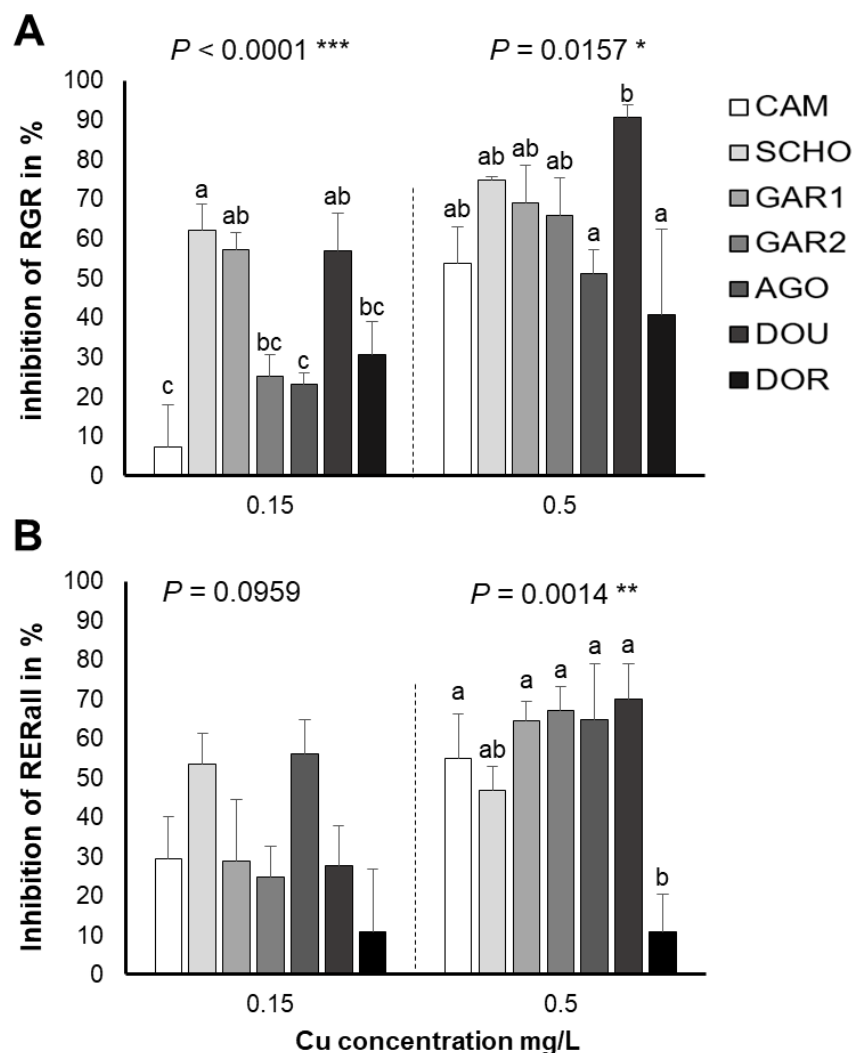 A
P < 0.0001 ***
P = 0.0157 *
inhibition of RGR in %
100
90
80
70
60
50
40
30
20
10
0
c
a
ab
bc
c
ab
bc
ab
ab
ab
ab
a
b
a
0.15
0.5
CAM
SCHO
GAR1
GAR2
AGO
DOU
DOR
B
P = 0.0959
P = 0.0014 **
Inhibition of RERall in %
100
90
80
70
60
50
40
30
20
10
0
a
ab
a
a
a
a
b
0.15
0.5
Cu concentration mg/L